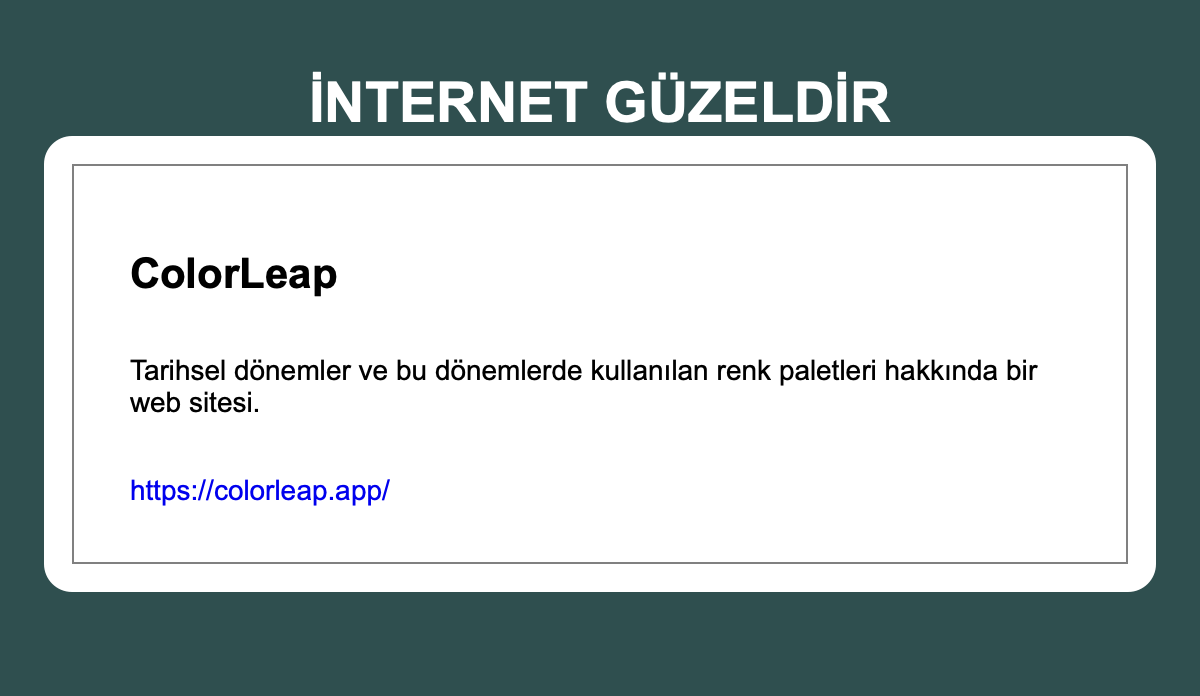 İNTERNET GÜZELDİR
ColorLeap
Tarihsel dönemler ve bu dönemlerde kullanılan renk paletleri hakkında bir
web sitesi.
https://colorleap.app/